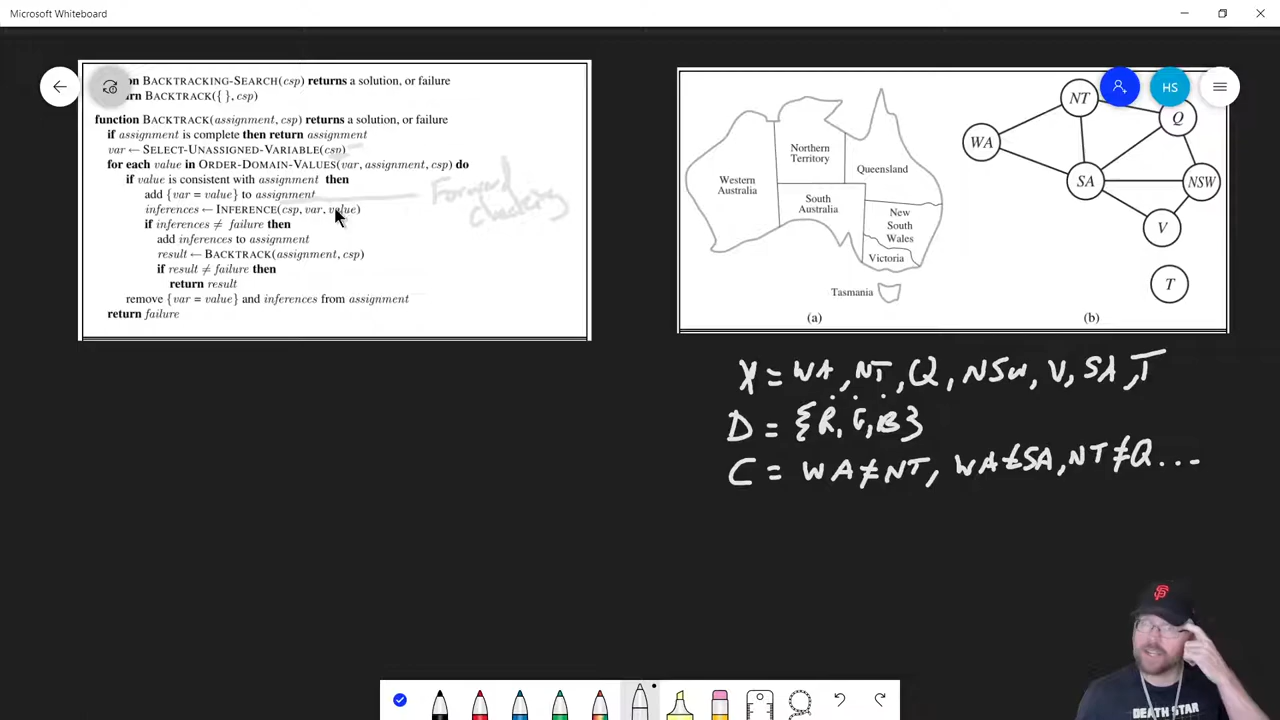 Microsoft Whiteboard
on BACKTRACKING-SEARCH(csp) returns a solution, or failure
urn BACKTRACK({ }, csp)
function BACKTRACK(assignment, csp) returns a solution, or failure
if assignment is complete then return assignment
var ← SELECT-UNASSIGNED-VARIABLE(csp)
for each value in ORDER-DOMAIN-VALUES(var, assignment, csp) do
if value is consistent with assignment then
add {var = value} to assignment
inferences ← INFERENCE(csp, var, value)
if inferences ≠ failure then
add inferences to assignment
result ← BACKTRACK(assignment, csp)
if result ≠ failure then
return result
remove {var = value} and inferences from assignment
return failure
Forward
checking
Western
Australia
Northern
Territory
South
Australia
Queensland
New
South
Wales
Victoria
Tasmania
(a)
NT
Q
WA
SA
NSW
V
T
(b)
HS
X = WA, NT, Q, NSW, V, SA, T
D = {R, G, B}
C = WA≠NT, WA≠SA, NT≠Q...
DEATH STAR